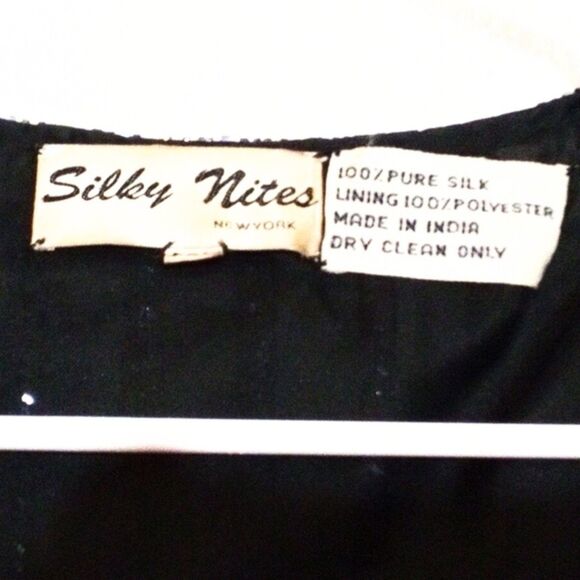 Silky Nites
NEW YORK
100% PURE SILK
LINING 100% POLYESTER
MADE IN INDIA
DRY CLEAN ONLY